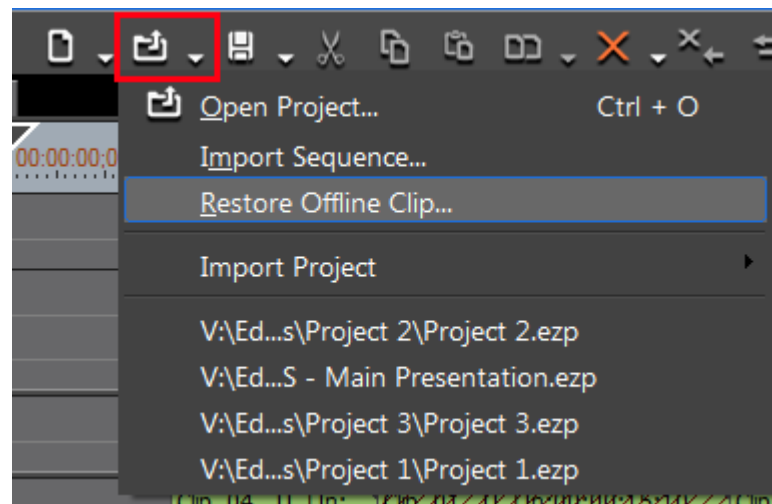 Open Project... Ctrl + O
00:00:00;0
Import Sequence...
Restore Offline Clip...
Import Project
V:\Ed...s\Project 2\Project 2.ezp
V:\Ed...S - Main Presentation.ezp
V:\Ed...s\Project 3\Project 3.ezp
V:\Ed...s\Project 1\Project 1.ezp